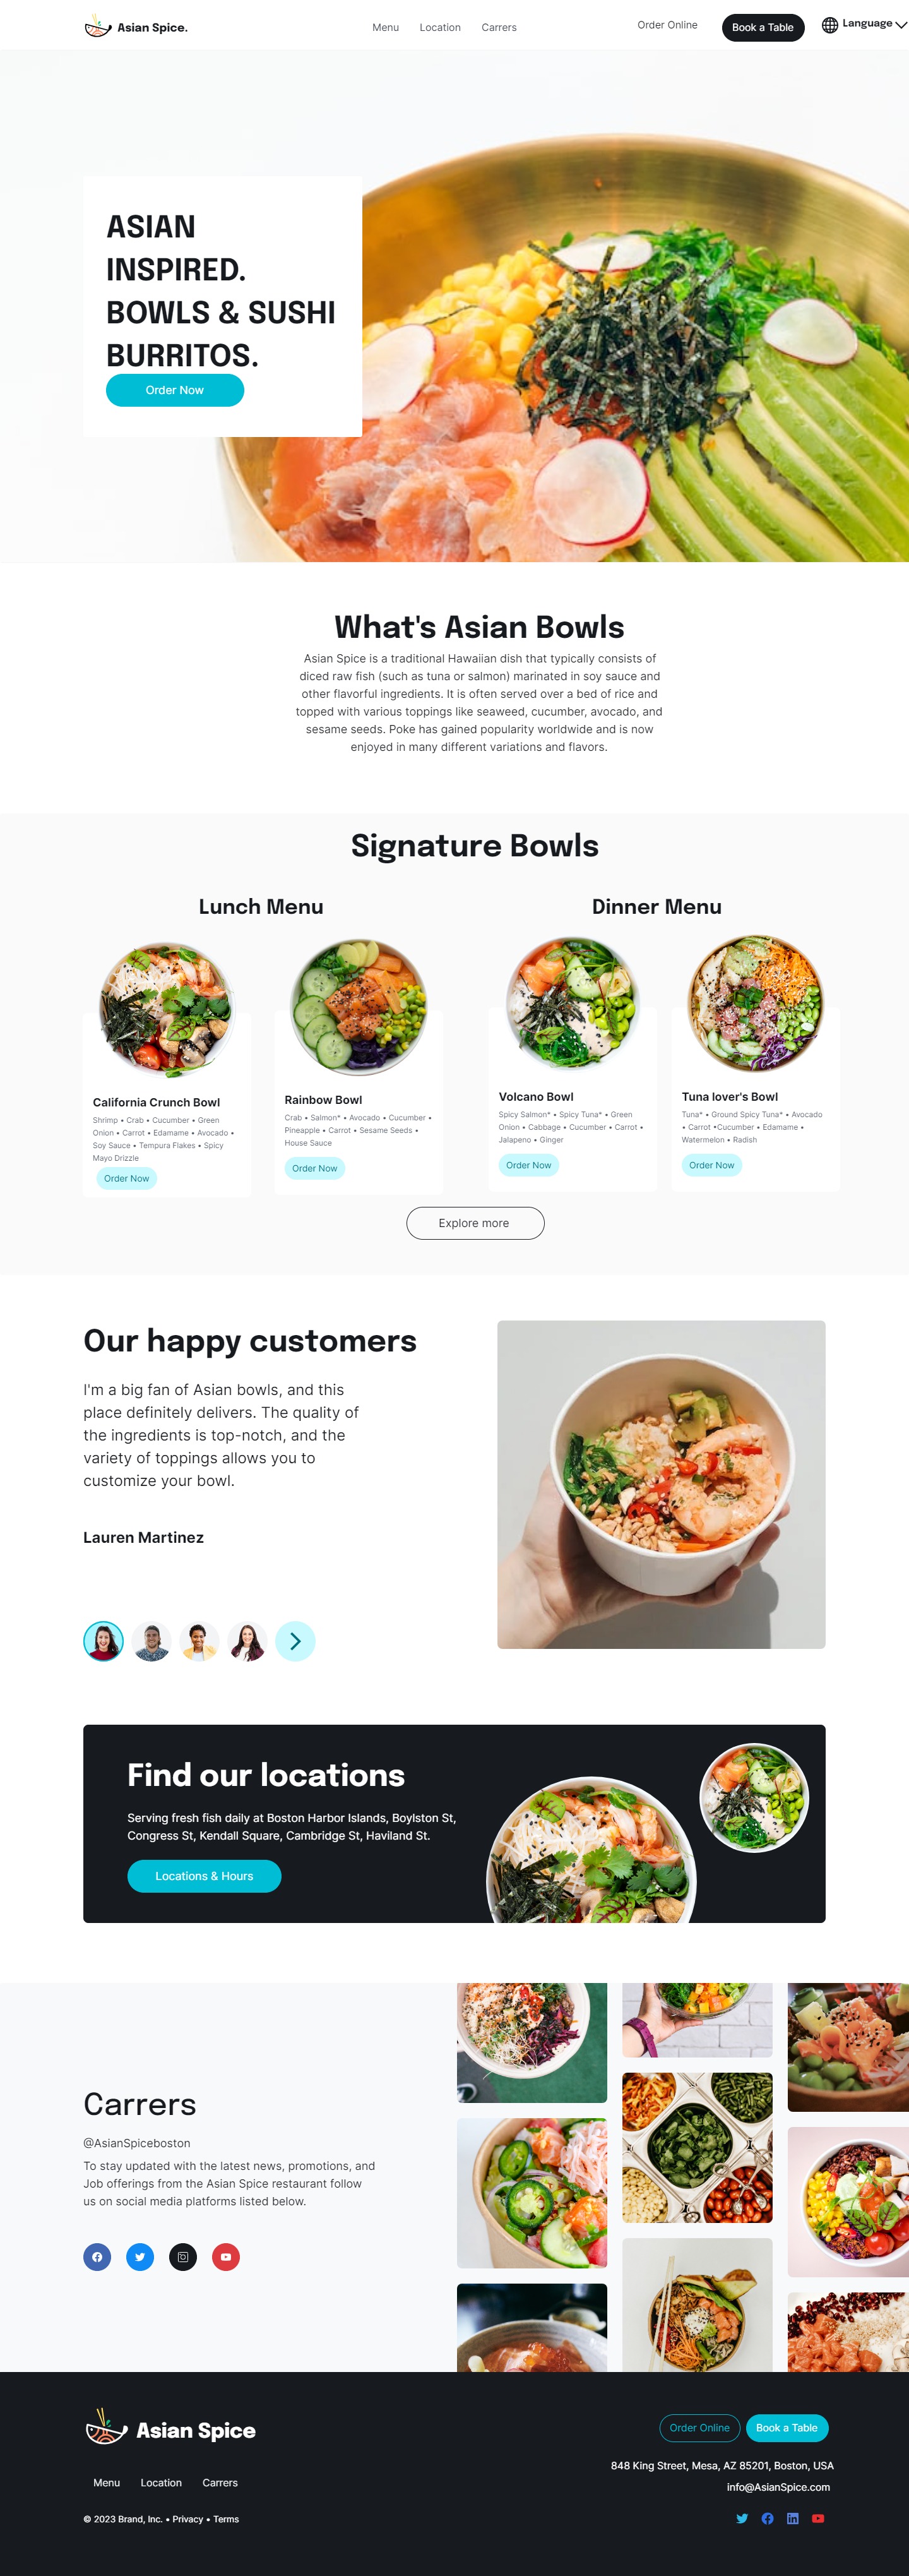 Asian Spice.
Menu Location Carrers
Order Online
Book a Table
Language
ASIAN
INSPIRED.
BOWLS & SUSHI
BURRITOS.
Order Now
What's Asian Bowls
Asian Spice is a traditional Hawaiian dish that typically consists of
diced raw fish (such as tuna or salmon) marinated in soy sauce and
other flavorful ingredients. It is often served over a bed of rice and
topped with various toppings like seaweed, cucumber, avocado, and
sesame seeds. Poke has gained popularity worldwide and is now
enjoyed in many different variations and flavors.
Signature Bowls
Lunch Menu
California Crunch Bowl
Shrimp • Crab • Cucumber • Green
Onion • Carrot • Edamame • Avocado •
Soy Sauce • Tempura Flakes • Spicy
Mayo Drizzle
Order Now
Rainbow Bowl
Crab • Salmon* • Avocado • Cucumber •
Pineapple • Carrot • Sesame Seeds •
House Sauce
Order Now
Dinner Menu
Volcano Bowl
Spicy Salmon* • Spicy Tuna* • Green
Onion • Cabbage • Cucumber • Carrot •
Jalapeno • Ginger
Order Now
Tuna lover's Bowl
Tuna* • Ground Spicy Tuna* • Avocado
• Carrot •Cucumber • Edamame •
Watermelon • Radish
Order Now
Explore more
Our happy customers
I'm a big fan of Asian bowls, and this
place definitely delivers. The quality of
the ingredients is top-notch, and the
variety of toppings allows you to
customize your bowl.
Lauren Martinez
Find our locations
Serving fresh fish daily at Boston Harbor Islands, Boylston St,
Congress St, Kendall Square, Cambridge St, Haviland St.
Locations & Hours
Carrers
@AsianSpiceboston
To stay updated with the latest news, promotions, and
Job offerings from the Asian Spice restaurant follow
us on social media platforms listed below.
Asian Spice
Menu Location Carrers
© 2023 Brand, Inc. • Privacy • Terms
Order Online
Book a Table
848 King Street, Mesa, AZ 85201, Boston, USA
info@AsianSpice.com